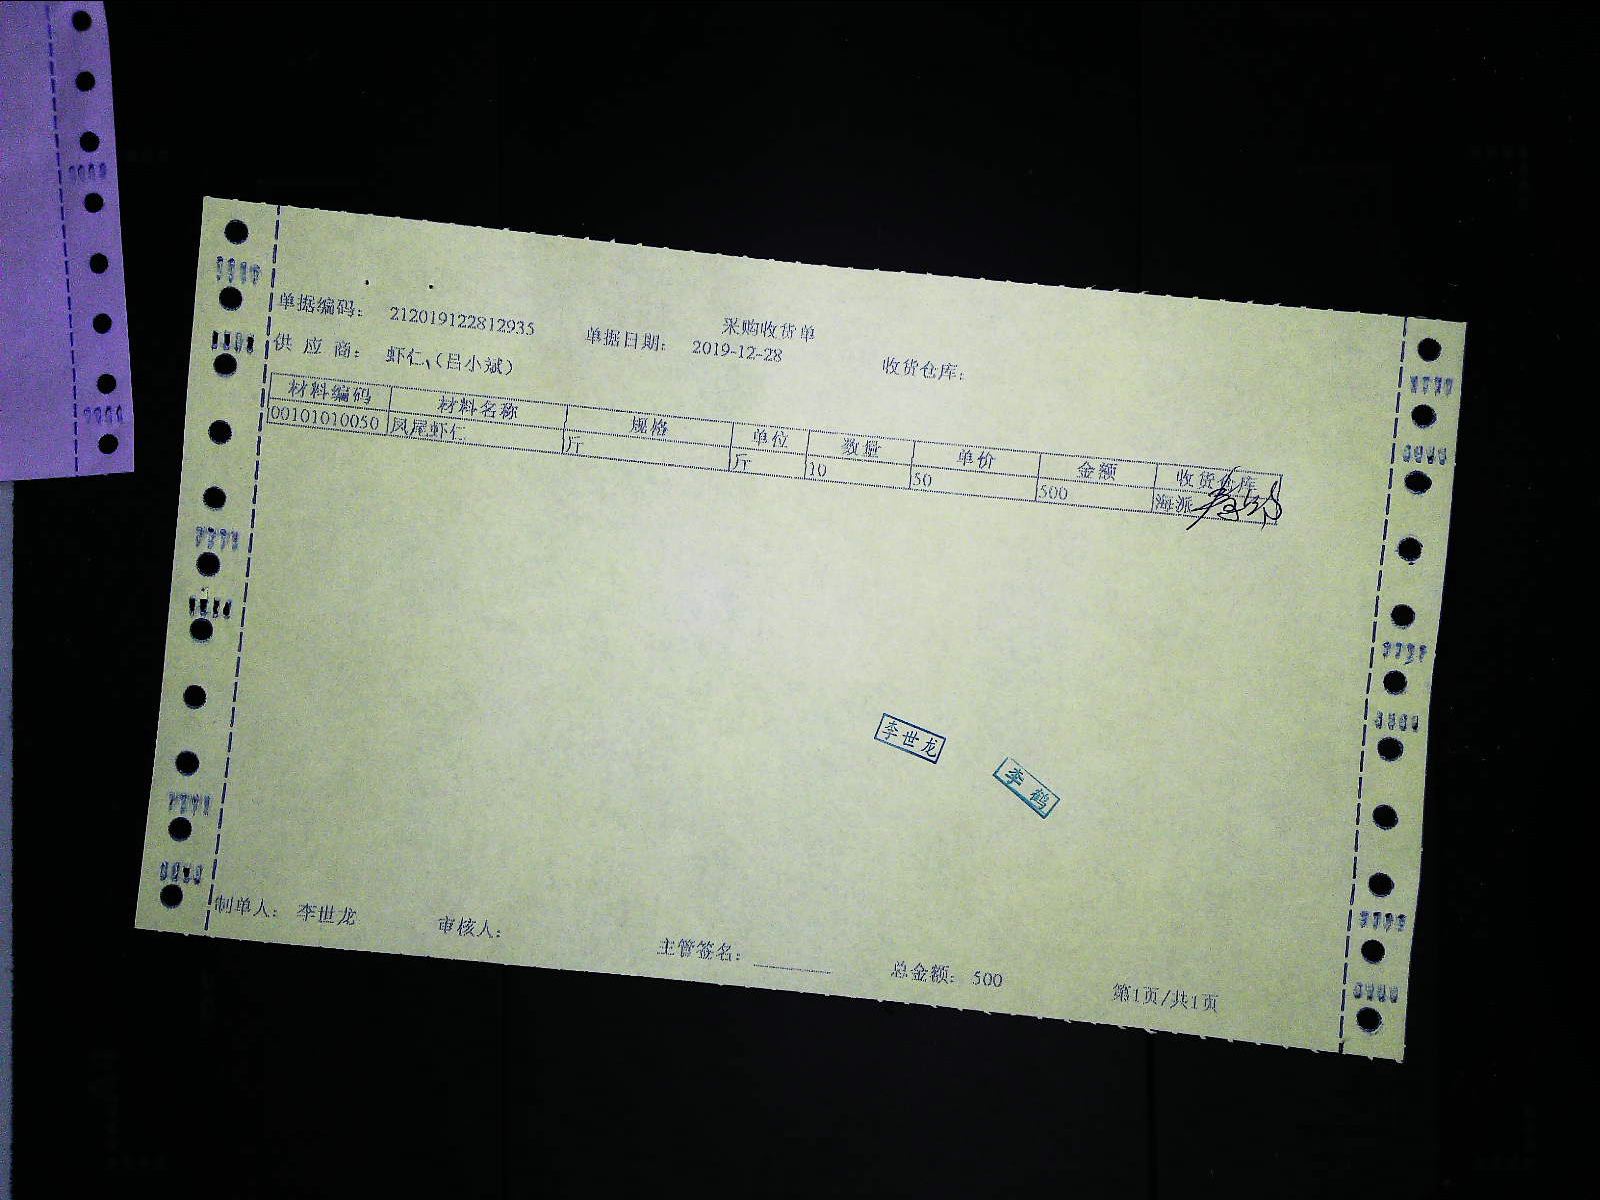 采购收货单
单据编码： 212019122812935 单据日期： 2019-12-28 收货仓库：
供 应 商： 虾仁、(吕小斌)
材料编码 材料名称 规格 单位 数量 单价 金额 收货仓库
00101010050 凤尾虾仁 斤 斤 10 50 500 海派
李世龙
李鹤
制单人： 李世龙 审核人： 主管签名： 总金额： 500 第1页/共1页